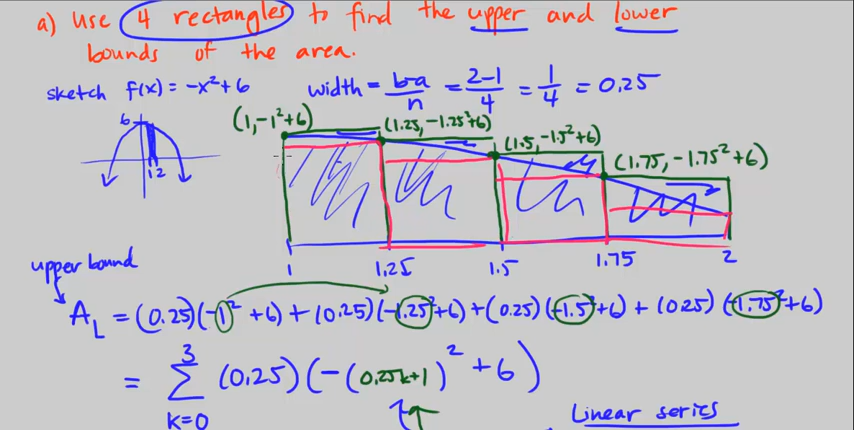 a) Use 4 rectangles to find the upper and lower
bounds of the area.
sketch f(x) = -x²+6
width = b-a/n = 2-1/4 = 1/4 = 0.25
6
1 2
(1, -1²+6)
(1.25, -1.25²+6)
(1.5, -1.5²+6)
(1.75, -1.75²+6)
1 1.25 1.5 1.75 2
upper bound
A_L = (0.25)(-1²+6) + (0.25)(-1.25²+6) + (0.25)(-1.5²+6) + (0.25)(-1.75²+6)
= 3∑k=0 (0.25)(-(0.25k+1)²+6)
Linear series